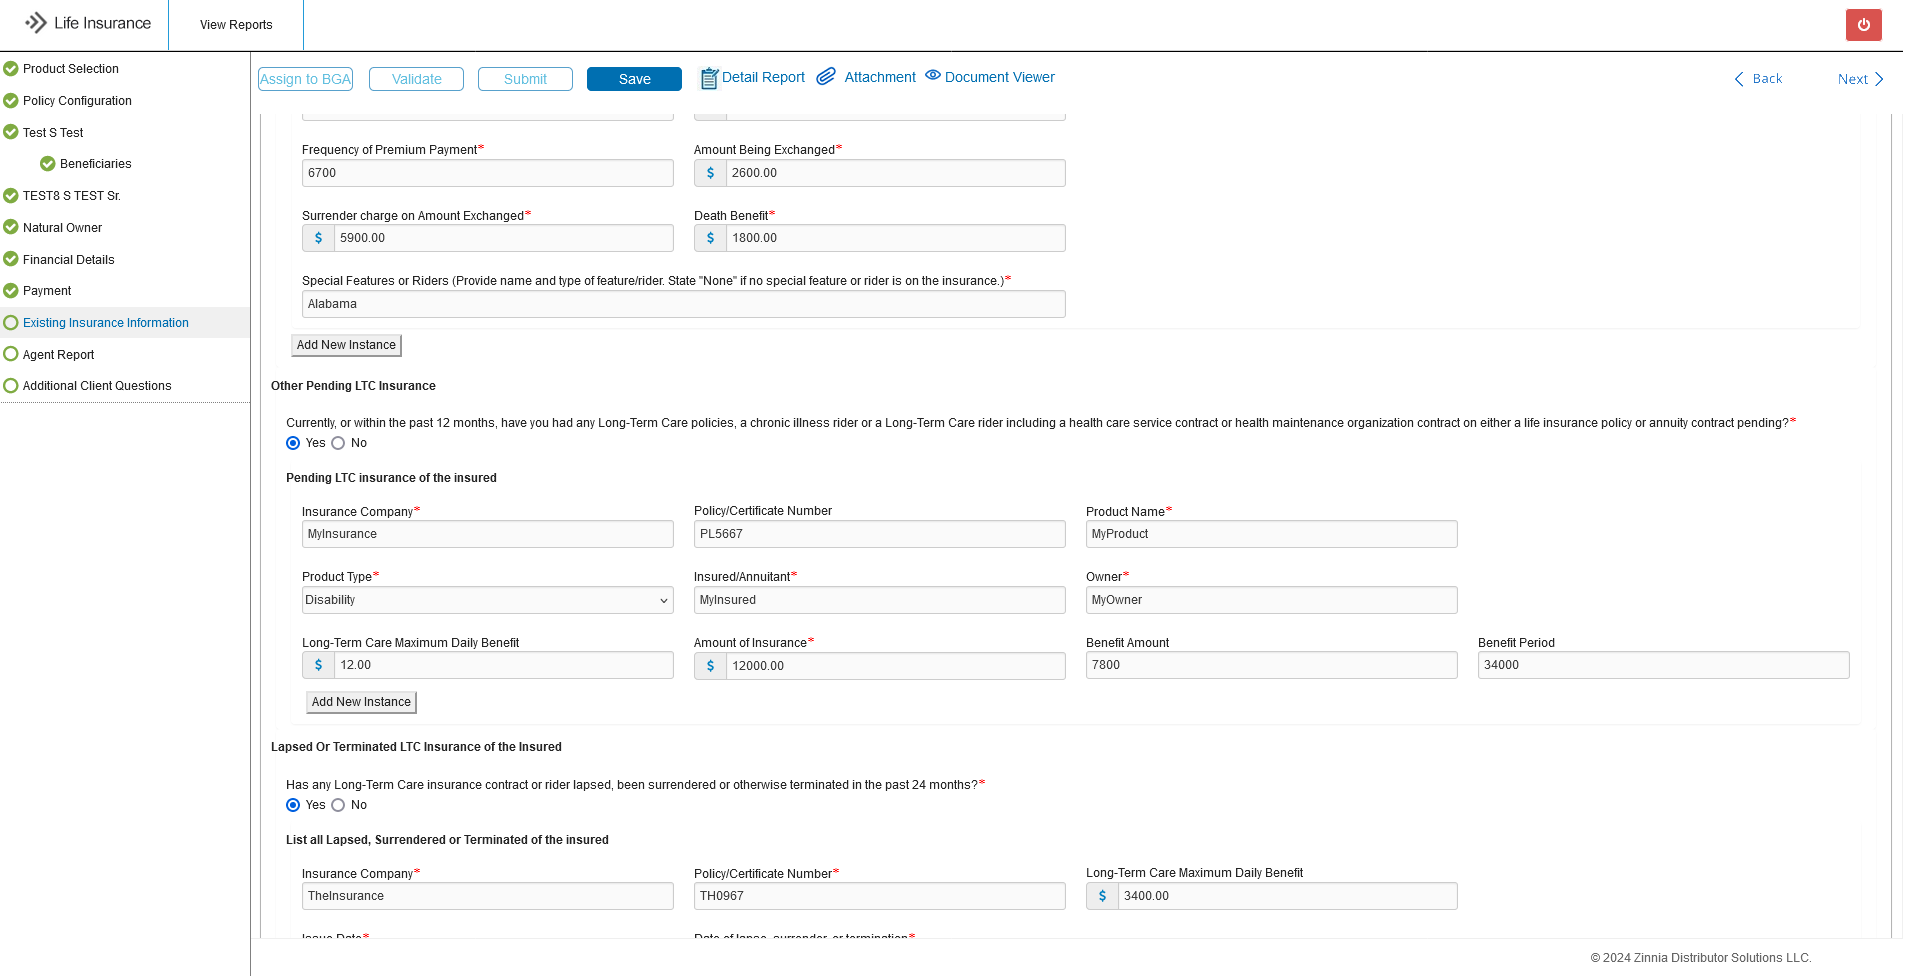 Life Insurance
View Reports
Product Selection
Policy Configuration
Test S Test
Beneficiaries
TEST8 S TEST Sr.
Natural Owner
Financial Details
Payment
Existing Insurance Information
Agent Report
Additional Client Questions
Assign to BGA Validate Submit Save Detail Report Attachment Document Viewer Back Next
Frequency of Premium Payment* Amount Being Exchanged*
6700 $ 2600.00
Surrender charge on Amount Exchanged* Death Benefit*
$ 5900.00 $ 1800.00
Special Features or Riders (Provide name and type of feature/rider. State "None" if no special feature or rider is on the insurance.)*
Alabama
Add New Instance
Other Pending LTC Insurance
Currently, or within the past 12 months, have you had any Long-Term Care policies, a chronic illness rider or a Long-Term Care rider including a health care service contract or health maintenance organization contract on either a life insurance policy or annuity contract pending?*
Yes No
Pending LTC insurance of the insured
Insurance Company* Policy/Certificate Number Product Name*
MyInsurance PL5667 MyProduct
Product Type* Insured/Annuitant* Owner*
Disability MyInsured MyOwner
Long-Term Care Maximum Daily Benefit Amount of Insurance* Benefit Amount Benefit Period
$ 12.00 $ 12000.00 7800 34000
Add New Instance
Lapsed Or Terminated LTC Insurance of the Insured
Has any Long-Term Care insurance contract or rider lapsed, been surrendered or otherwise terminated in the past 24 months?*
Yes No
List all Lapsed, Surrendered or Terminated of the insured
Insurance Company* Policy/Certificate Number* Long-Term Care Maximum Daily Benefit
TheInsurance TH0967 $ 3400.00
Issue Date* Date of lapse, surrender, or termination*
© 2024 Zinnia Distributor Solutions LLC.